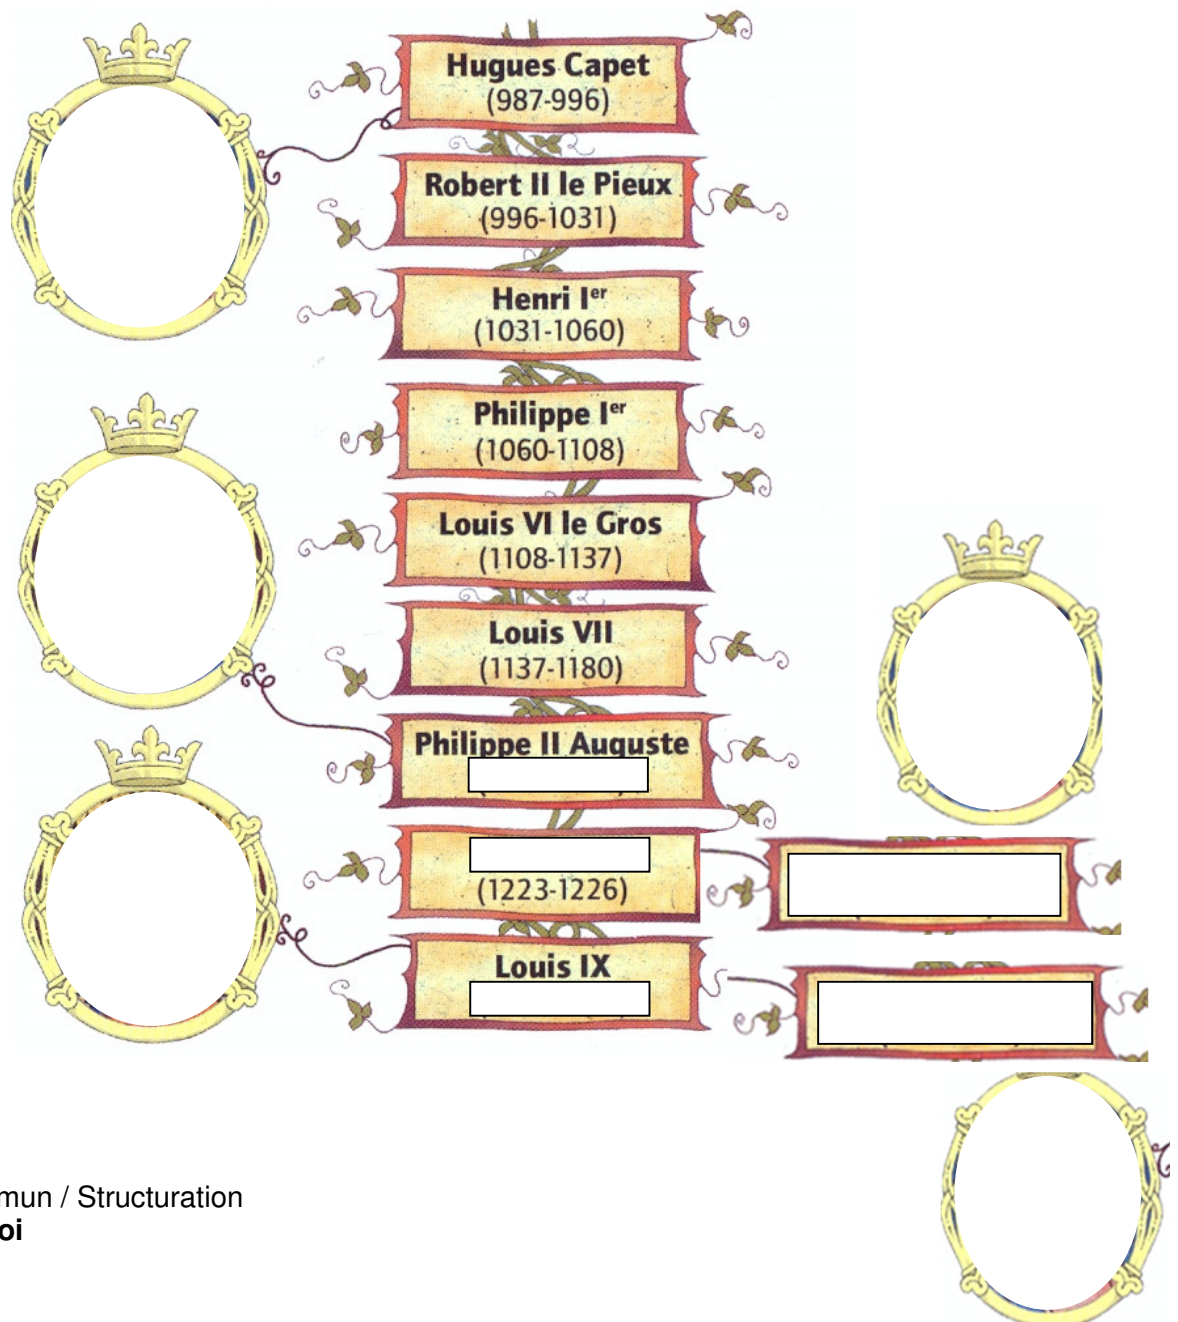 Hugues Capet
(987-996)
Robert II le Pieux
(996-1031)
Henri Ier
(1031-1060)
Philippe Ier
(1060-1108)
Louis VI le Gros
(1108-1137)
Louis VII
(1137-1180)
Philippe II Auguste
(1223-1226)
Louis IX
mun / Structuration
oi